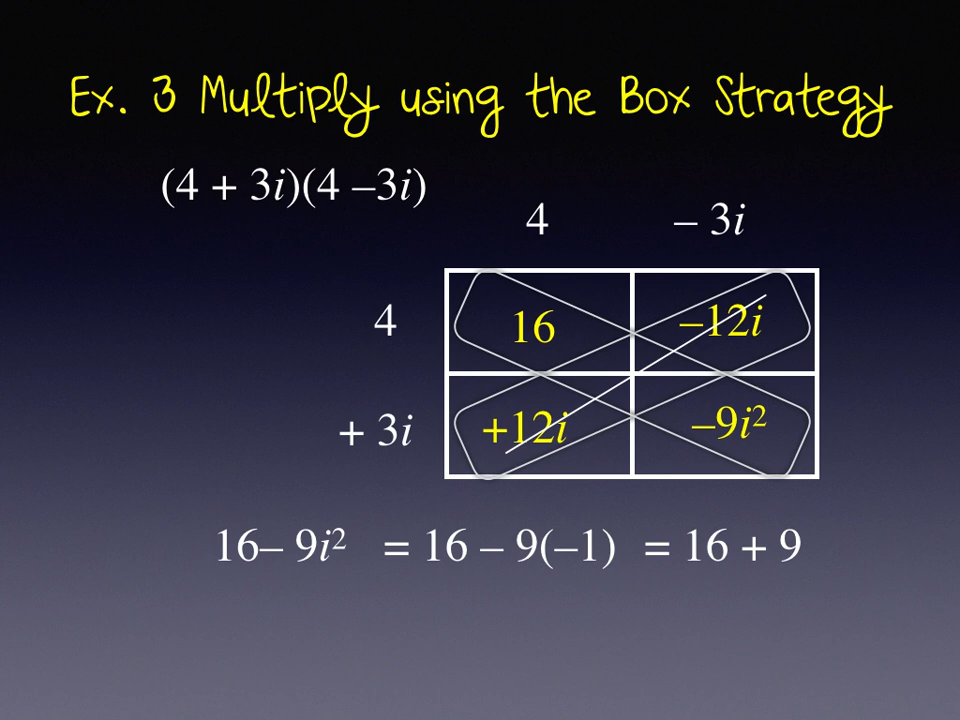 Ex. 3 Multiply using the Box Strategy
(4 + 3i)(4 –3i)
4 – 3i
4 16 –12i
+ 3i +12i –9i²
16– 9i² = 16 – 9(–1) = 16 + 9